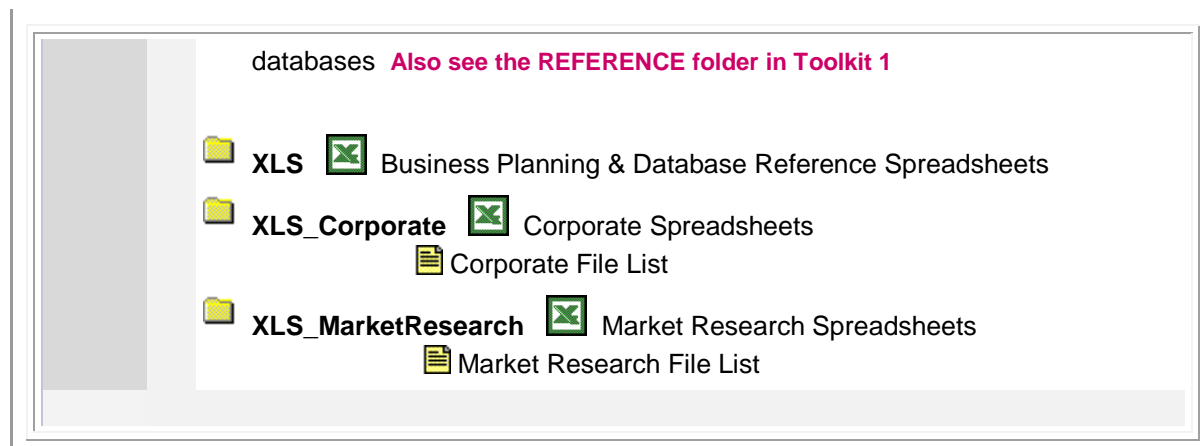 databases Also see the REFERENCE folder in Toolkit 1
XLS Business Planning & Database Reference Spreadsheets
XLS_Corporate Corporate Spreadsheets
Corporate File List
XLS_MarketResearch Market Research Spreadsheets
Market Research File List